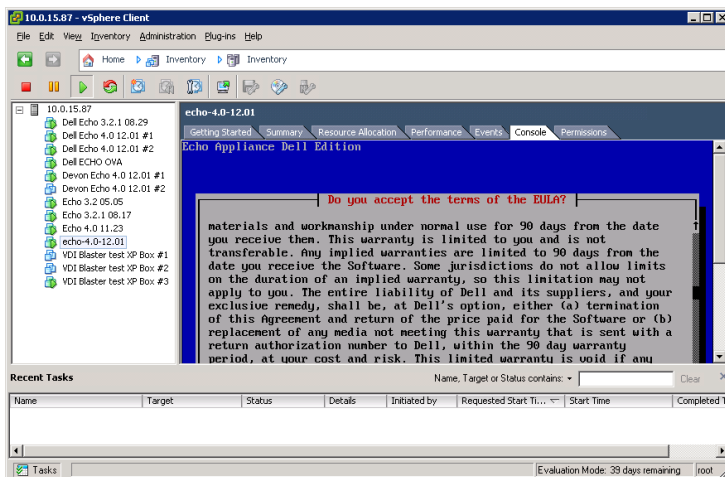 10.0.15.87 - vSphere Client
File Edit View Inventory Administration Plug-ins Help
Home Inventory Inventory
10.0.15.87
Dell Echo 3.2.1 08.29
Dell Echo 4.0 12.01 #1
Dell Echo 4.0 12.01 #2
Dell ECHO OVA
Devon Echo 4.0 12.01 #1
Devon Echo 4.0 12.01 #2
Echo 3.2 05.05
Echo 3.2.1 08.17
Echo 4.0 11.23
echo-4.0-12.01
VDI Blaster test XP Box #1
VDI Blaster test XP Box #2
VDI Blaster test XP Box #3
echo-4.0-12.01
Getting Started Summary Resource Allocation Performance Events Console Permissions
Echo Appliance Dell Edition
Do you accept the terms of the EULA?
materials and workmanship under normal use for 90 days from the date
you receive them. This warranty is limited to you and is not
transferable. Any implied warranties are limited to 90 days from the
date you receive the Software. Some jurisdictions do not allow limits
on the duration of an implied warranty, so this limitation may not
apply to you. The entire liability of Dell and its suppliers, and your
exclusive remedy, shall be, at Dell's option, either (a) termination
of this Agreement and return of the price paid for the Software or (b)
replacement of any media not meeting this warranty that is sent with a
return authorization number to Dell, within the 90 day warranty
period, at your cost and risk. This limited warranty is void if any
Recent Tasks
Name, Target or Status contains: Clear
Name Target Status Details Initiated by Requested Start Ti... Start Time Completed T
Tasks
Evaluation Mode: 39 days remaining root